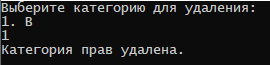 Выберите категорию для удаления:
1. B
1
Категория прав удалена.